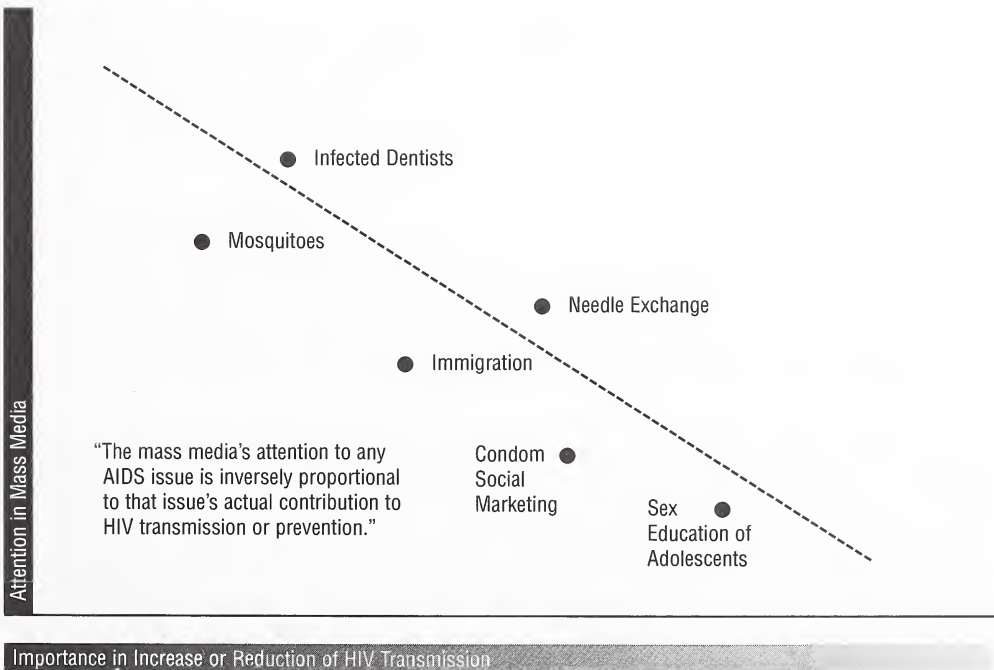 Infected Dentists
Mosquitoes
Needle Exchange
Immigration
“The mass media’s attention to any
AIDS issue is inversely proportional
to that issue’s actual contribution to
HIV transmission or prevention.”
Condom
Social
Marketing
Sex
Education of
Adolescents
Attention in Mass Media
Importance in Increase or Reduction of HIV Transmission